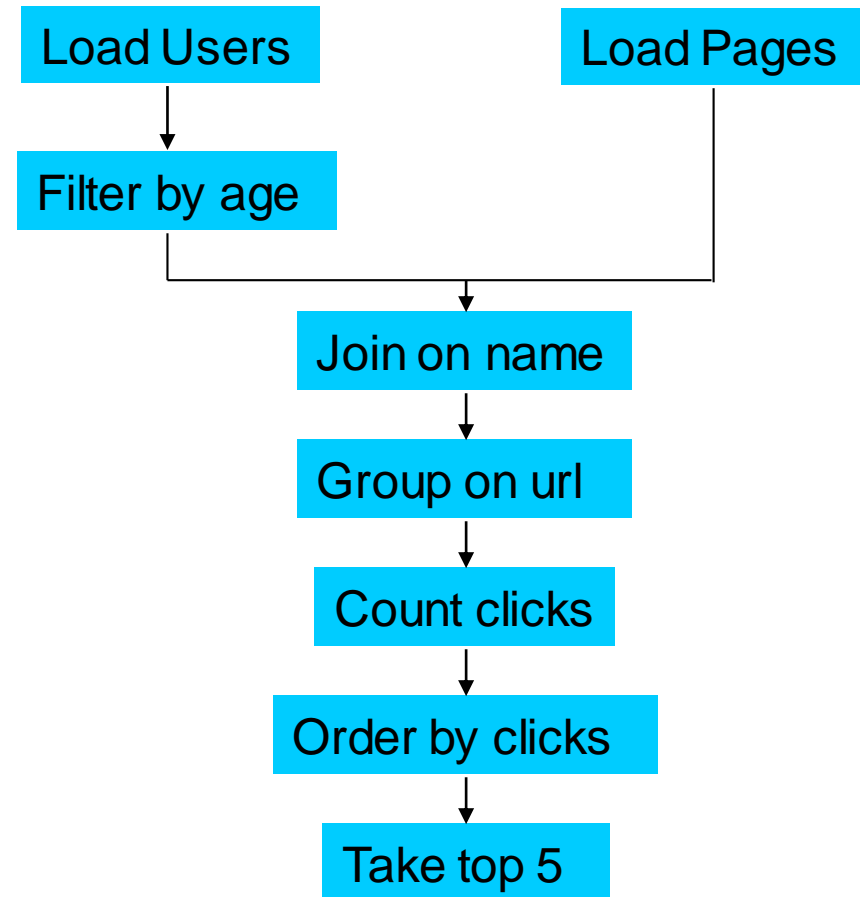 Load Users
Load Pages
Filter by age
Join on name
Group on url
Count clicks
Order by clicks
Take top 5